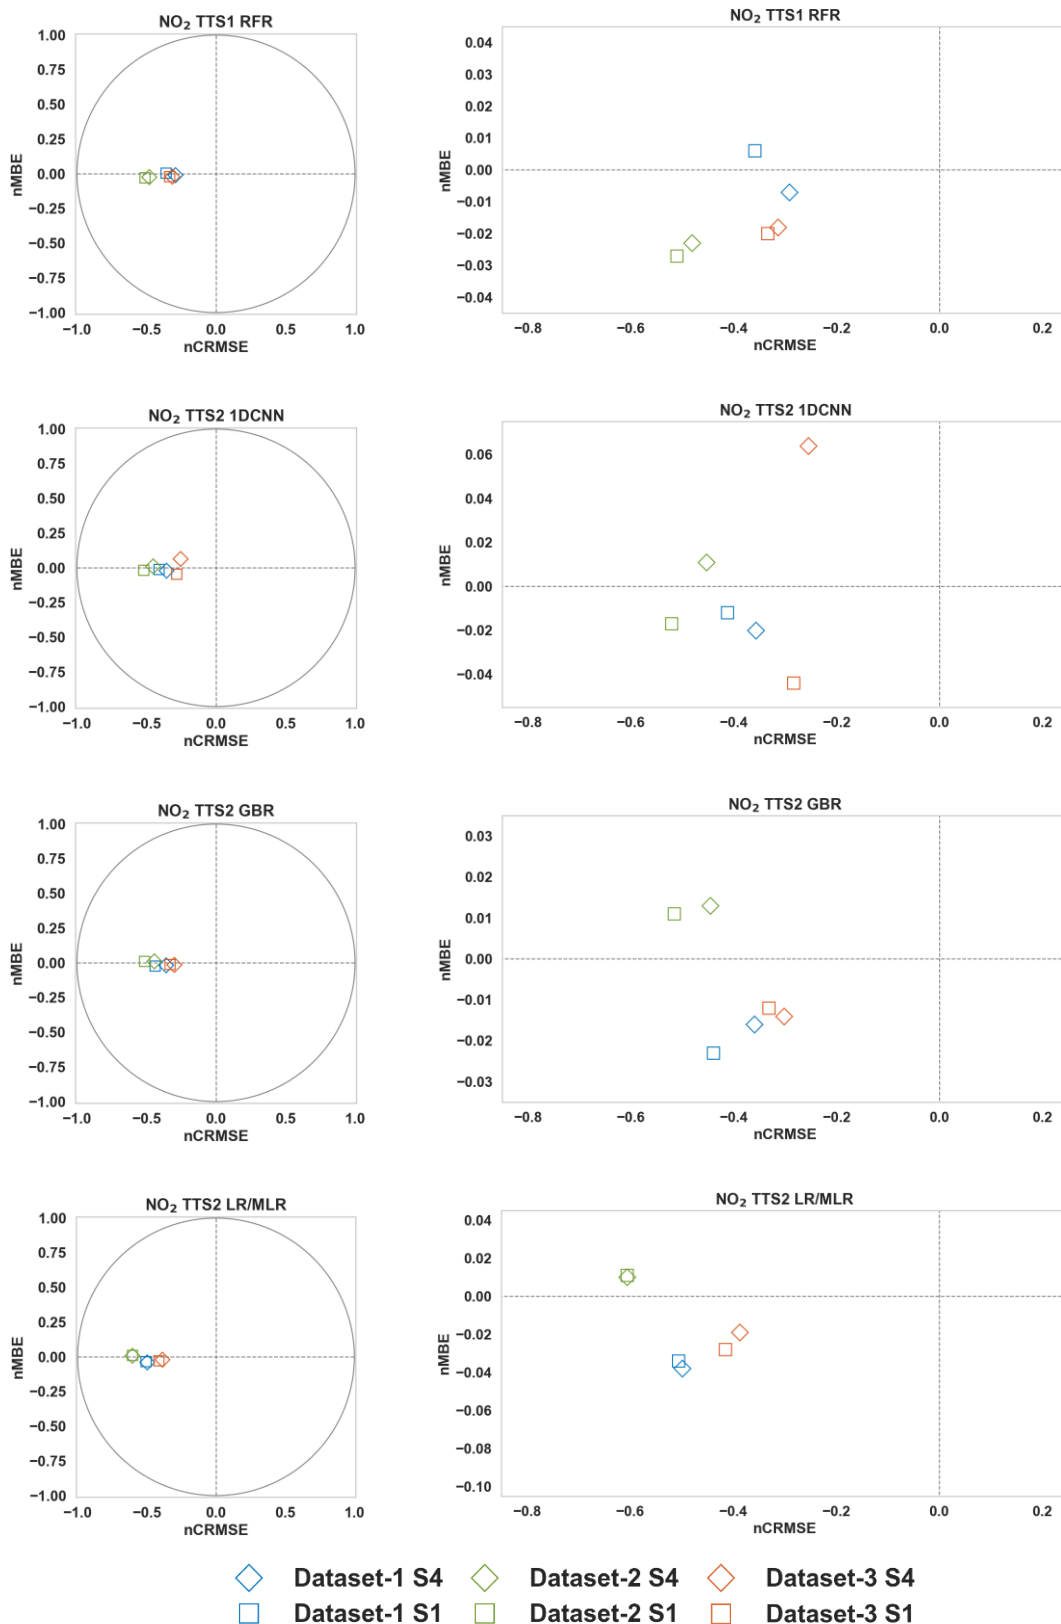 NO₂ TTS1 RFR
1.00
0.75
0.50
0.25
0.00
−0.25
−0.50
−0.75
−1.00
nMBE
−1.0 −0.5 0.0 0.5 1.0
nCRMSE
NO₂ TTS1 RFR
0.04
0.03
0.02
0.01
0.00
−0.01
−0.02
−0.03
−0.04
nMBE
−0.8 −0.6 −0.4 −0.2 0.0 0.2
nCRMSE
NO₂ TTS2 1DCNN
1.00
0.75
0.50
0.25
0.00
−0.25
−0.50
−0.75
−1.00
nMBE
−1.0 −0.5 0.0 0.5 1.0
nCRMSE
NO₂ TTS2 1DCNN
0.06
0.04
0.02
0.00
−0.02
−0.04
nMBE
−0.8 −0.6 −0.4 −0.2 0.0 0.2
nCRMSE
NO₂ TTS2 GBR
1.00
0.75
0.50
0.25
0.00
−0.25
−0.50
−0.75
−1.00
nMBE
−1.0 −0.5 0.0 0.5 1.0
nCRMSE
NO₂ TTS2 GBR
0.03
0.02
0.01
0.00
−0.01
−0.02
−0.03
nMBE
−0.8 −0.6 −0.4 −0.2 0.0 0.2
nCRMSE
NO₂ TTS2 LR/MLR
1.00
0.75
0.50
0.25
0.00
−0.25
−0.50
−0.75
−1.00
nMBE
−1.0 −0.5 0.0 0.5 1.0
nCRMSE
NO₂ TTS2 LR/MLR
0.04
0.02
0.00
−0.02
−0.04
−0.06
−0.08
−0.10
nMBE
−0.8 −0.6 −0.4 −0.2 0.0 0.2
nCRMSE
Dataset-1 S4 Dataset-2 S4 Dataset-3 S4
Dataset-1 S1 Dataset-2 S1 Dataset-3 S1